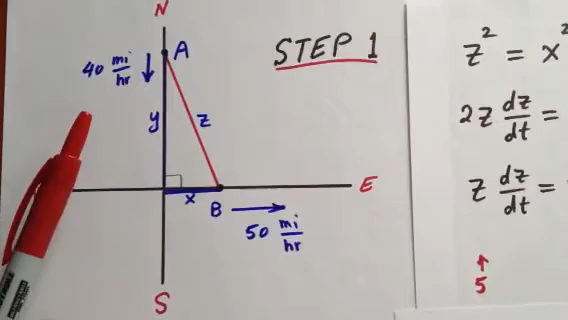 N
A
STEP 1
40 mi/hr
y
z
E
x
B
50 mi/hr
S
z² = x²
2z dz/dt =
z dz/dt =
5